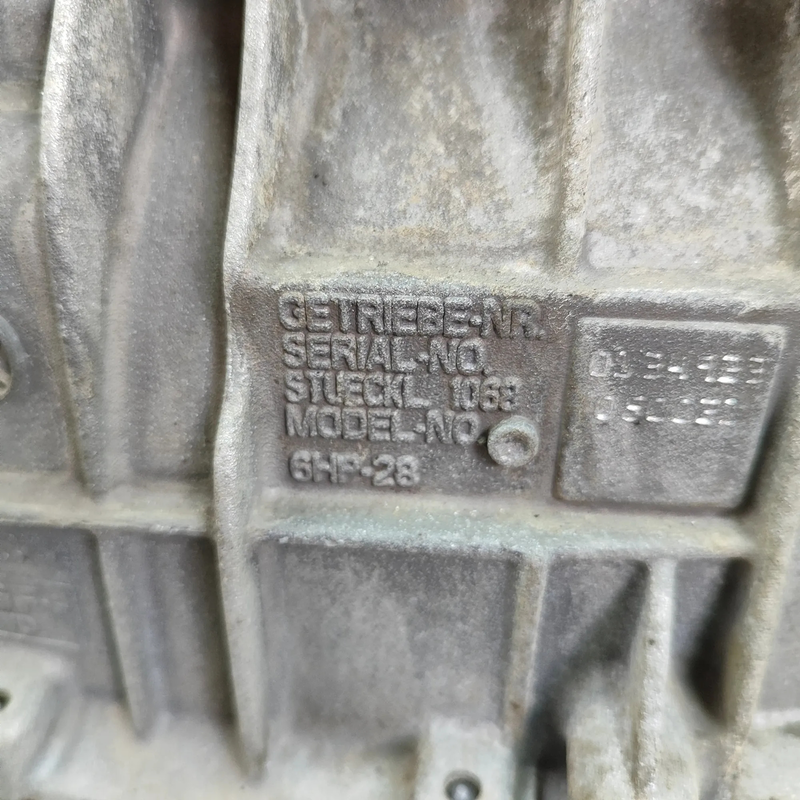 GETRIEBE-NR.
SERIAL-NO.
STUECKL 1068
MODEL-NO.
6HP-28